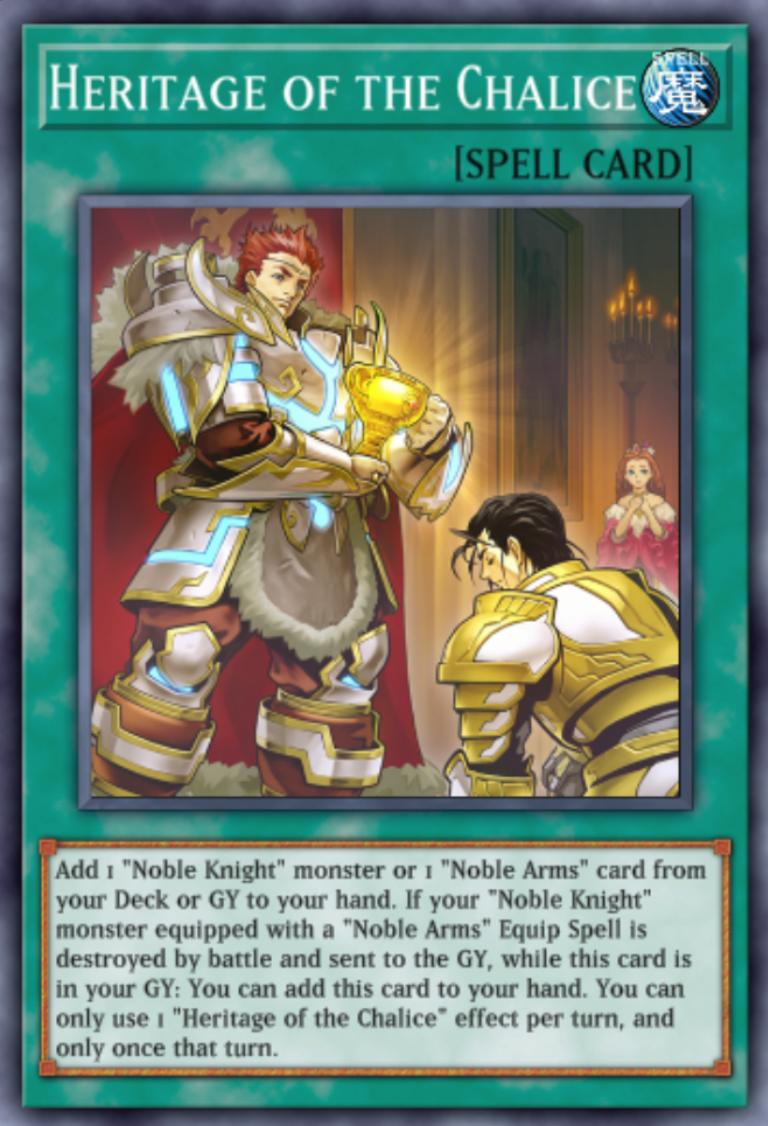 HERITAGE OF THE CHALICE
SPELL
魔
[SPELL CARD]
Add 1 "Noble Knight" monster or 1 "Noble Arms" card from
your Deck or GY to your hand. If your "Noble Knight"
monster equipped with a "Noble Arms" Equip Spell is
destroyed by battle and sent to the GY, while this card is
in your GY: You can add this card to your hand. You can
only use 1 "Heritage of the Chalice" effect per turn, and
only once that turn.